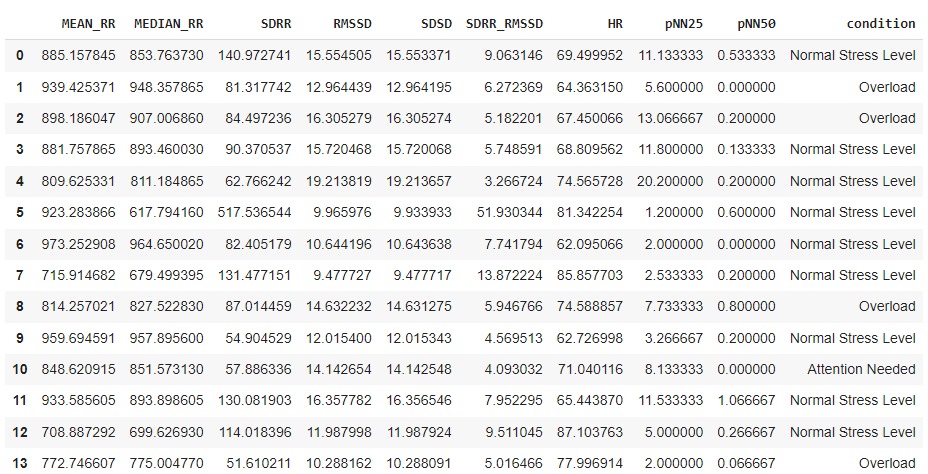 MEAN_RR MEDIAN_RR SDRR RMSSD SDSD SDRR_RMSSD HR pNN25 pNN50 condition
0 885.157845 853.763730 140.972741 15.554505 15.553371 9.063146 69.499952 11.133333 0.533333 Normal Stress Level
1 939.425371 948.357865 81.317742 12.964439 12.964195 6.272369 64.363150 5.600000 0.000000 Overload
2 898.186047 907.006860 84.497236 16.305279 16.305274 5.182201 67.450066 13.066667 0.200000 Overload
3 881.757865 893.460030 90.370537 15.720468 15.720068 5.748591 68.809562 11.800000 0.133333 Normal Stress Level
4 809.625331 811.184865 62.766242 19.213819 19.213657 3.266724 74.565728 20.200000 0.200000 Normal Stress Level
5 923.283866 617.794160 517.536544 9.965976 9.933933 51.930344 81.342254 1.200000 0.600000 Normal Stress Level
6 973.252908 964.650020 82.405179 10.644196 10.643638 7.741794 62.095066 2.000000 0.000000 Normal Stress Level
7 715.914682 679.499395 131.477151 9.477727 9.477717 13.872224 85.857703 2.533333 0.200000 Normal Stress Level
8 814.257021 827.522830 87.014459 14.632232 14.631275 5.946766 74.588857 7.733333 0.800000 Overload
9 959.694591 957.895600 54.904529 12.015400 12.015343 4.569513 62.726998 3.266667 0.200000 Normal Stress Level
10 848.620915 851.573130 57.886336 14.142654 14.142548 4.093032 71.040116 8.133333 0.000000 Attention Needed
11 933.585605 893.898605 130.081903 16.357782 16.356546 7.952295 65.443870 11.533333 1.066667 Normal Stress Level
12 708.887292 699.626930 114.018396 11.987998 11.987924 9.511045 87.103763 5.000000 0.266667 Normal Stress Level
13 772.746607 775.004770 51.610211 10.288162 10.288091 5.016466 77.996914 2.000000 0.066667 Overload